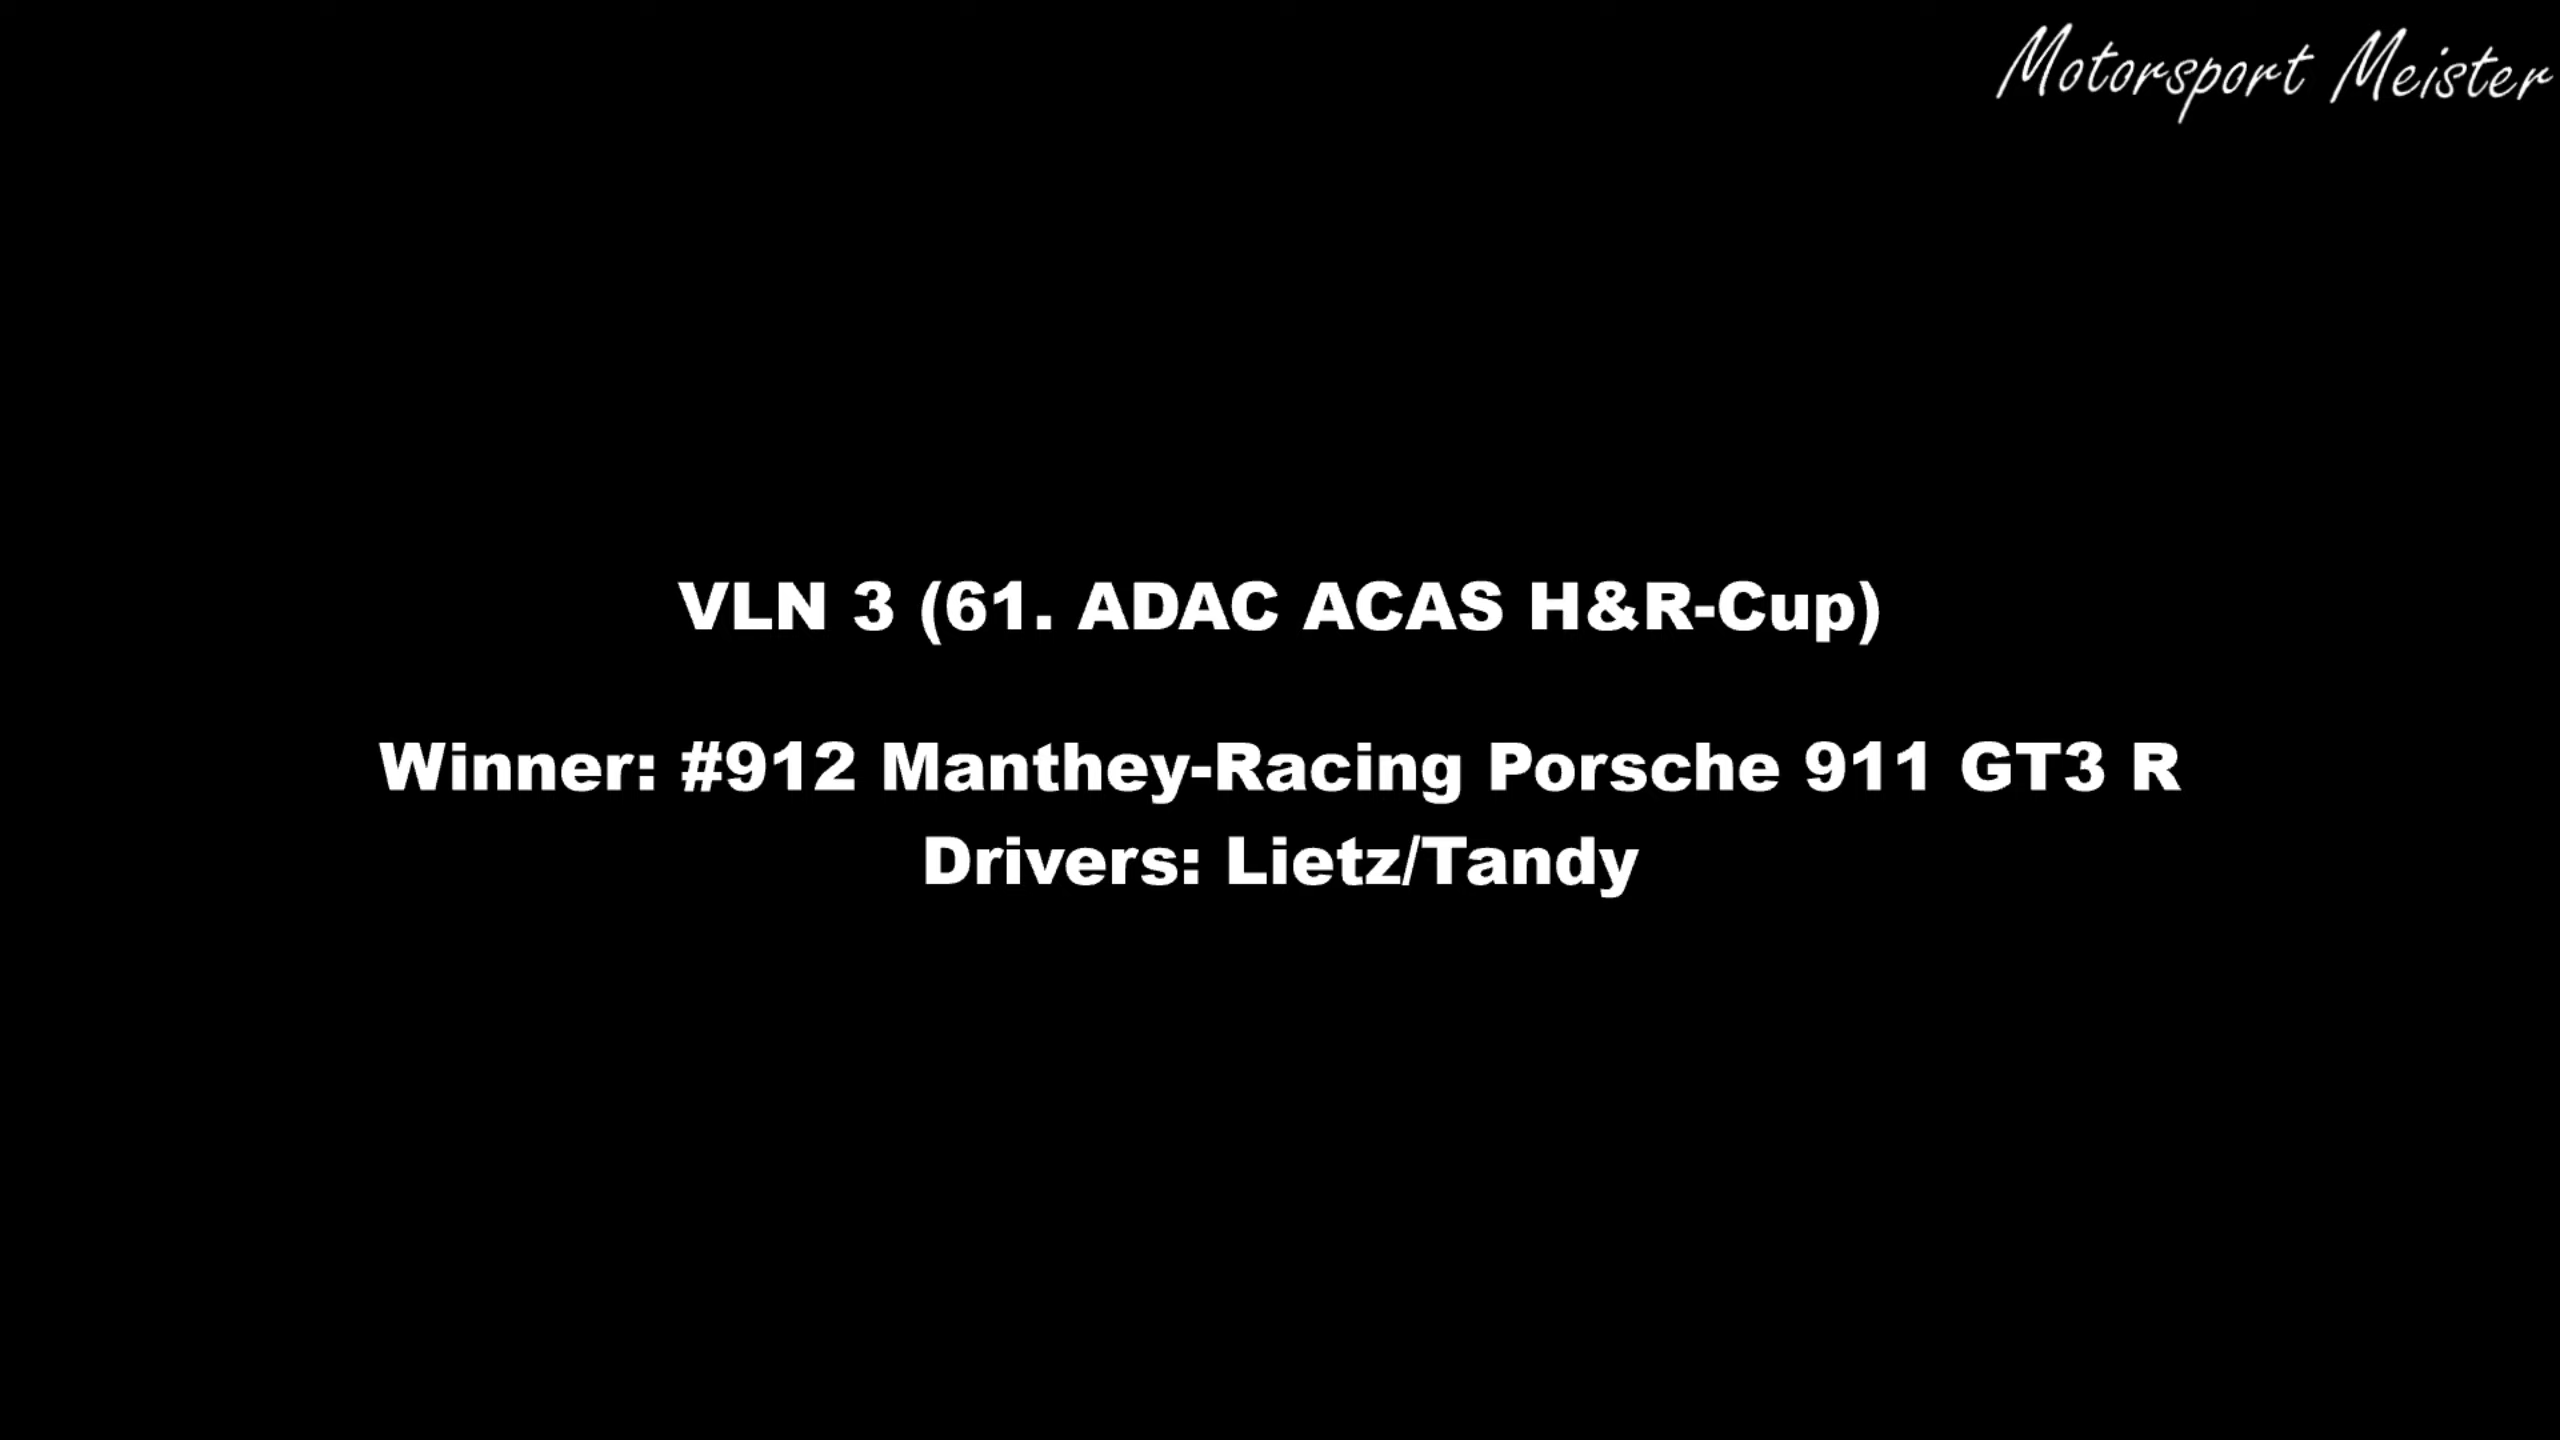 Motorsport Meister
VLN 3 (61. ADAC ACAS H&R-Cup)
Winner: #912 Manthey-Racing Porsche 911 GT3 R
Drivers: Lietz/Tandy